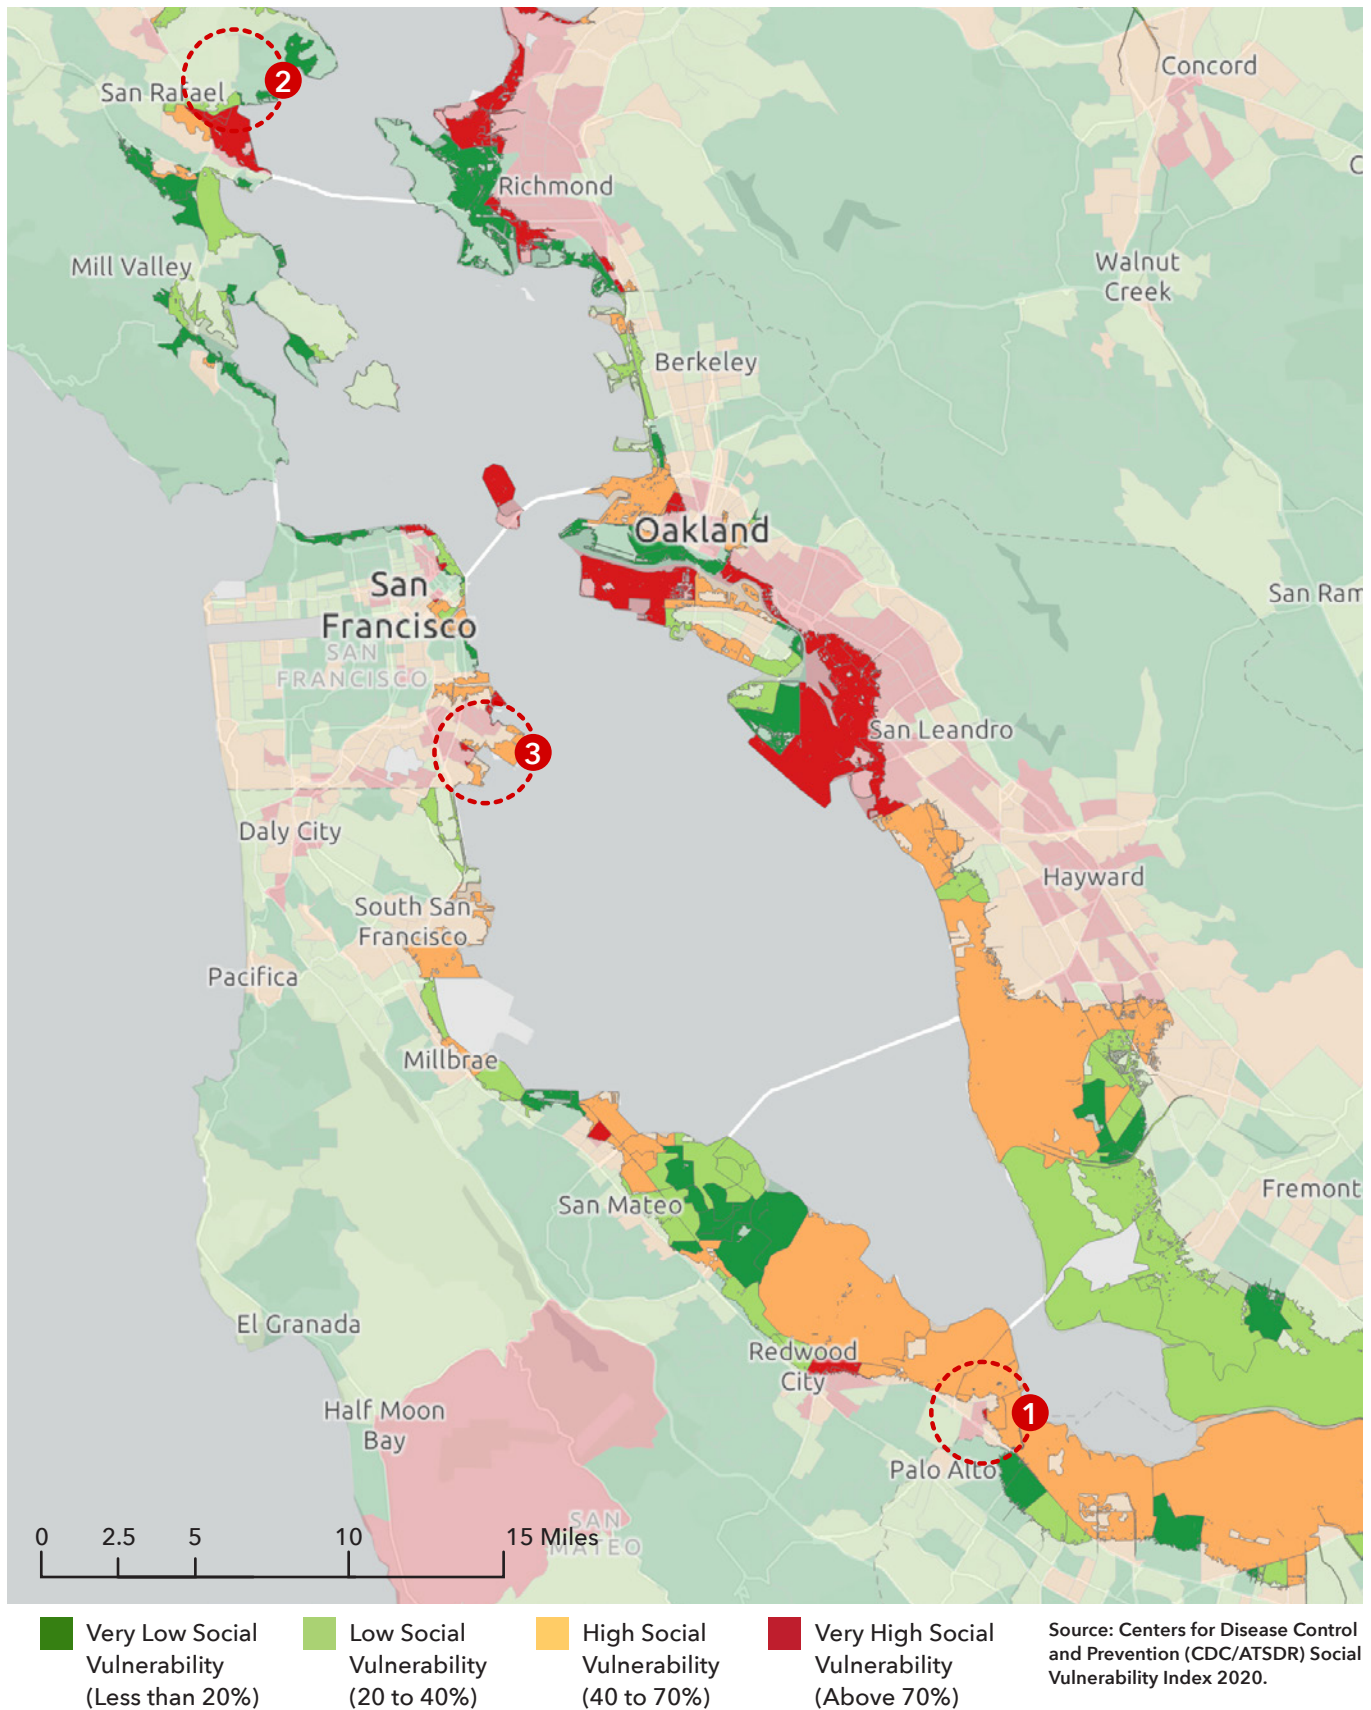 Concord
2
San Rafael
C
Richmond
Mill Valley
Walnut
Creek
Berkeley
Oakland
San
Francisco
San Ram
SAN
FRANCISCO
San Leandro
3
Daly City
Hayward
South San
Francisco
Pacifica
Millbrae
Fremont
San Mateo
El Granada
Redwood
City
Half Moon
Bay
1
Palo Alto
SAN
MATEO
0 2.5 5 10 15 Miles
Very Low Social
Vulnerability
(Less than 20%)
Low Social
Vulnerability
(20 to 40%)
High Social
Vulnerability
(40 to 70%)
Very High Social
Vulnerability
(Above 70%)
Source: Centers for Disease Control
and Prevention (CDC/ATSDR) Social
Vulnerability Index 2020.